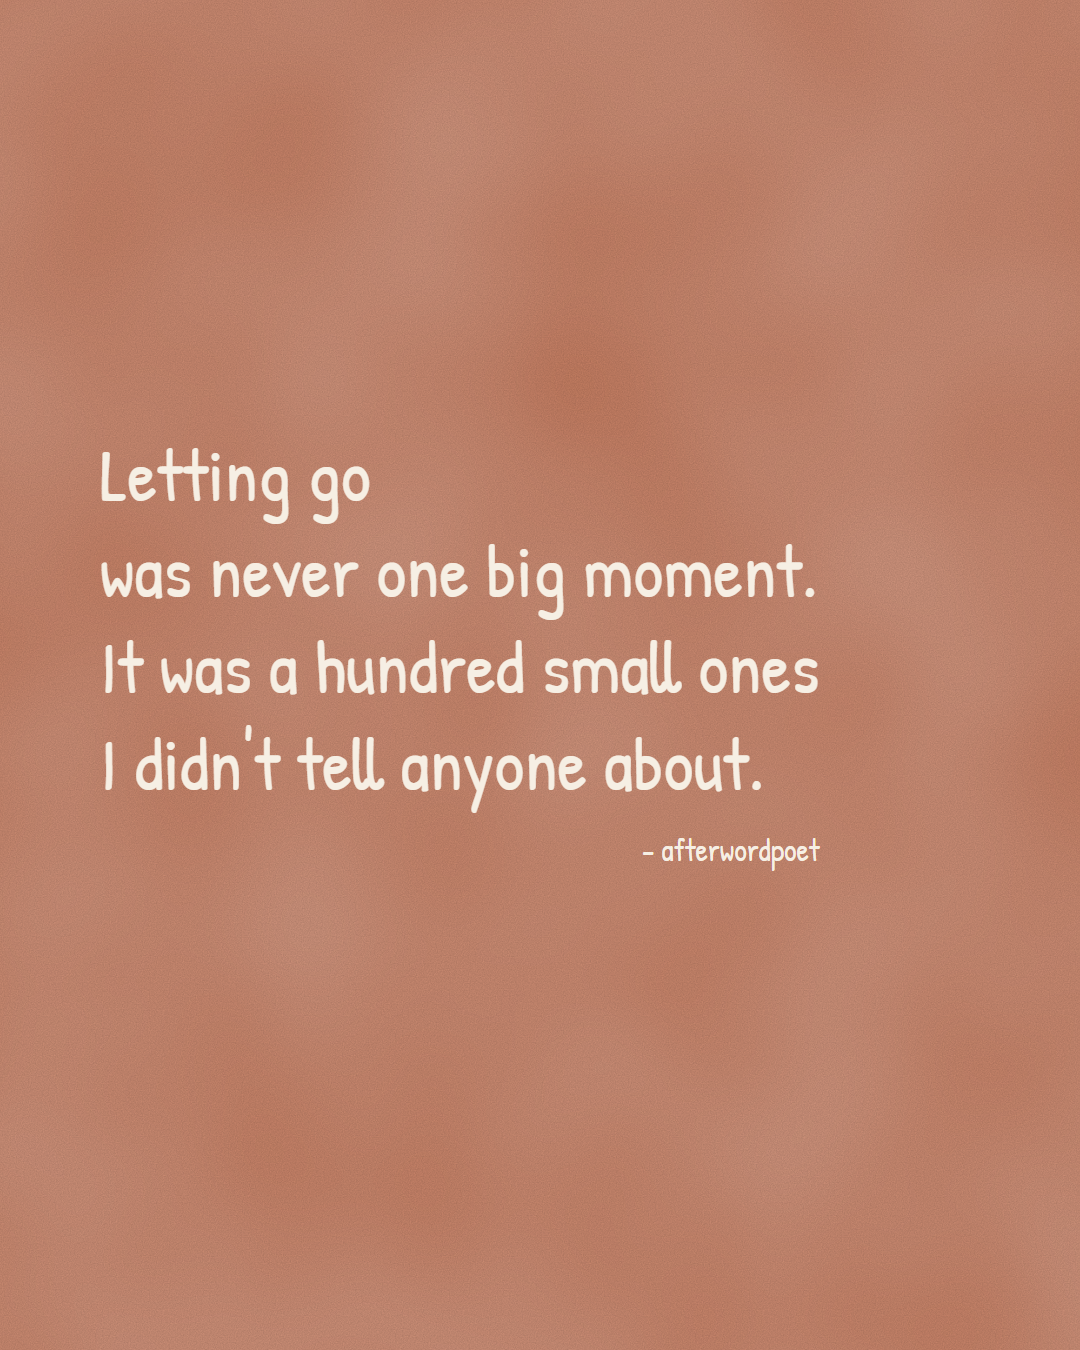 Letting go
was never one big moment.
It was a hundred small ones
I didn't tell anyone about.
- afterwordpoet